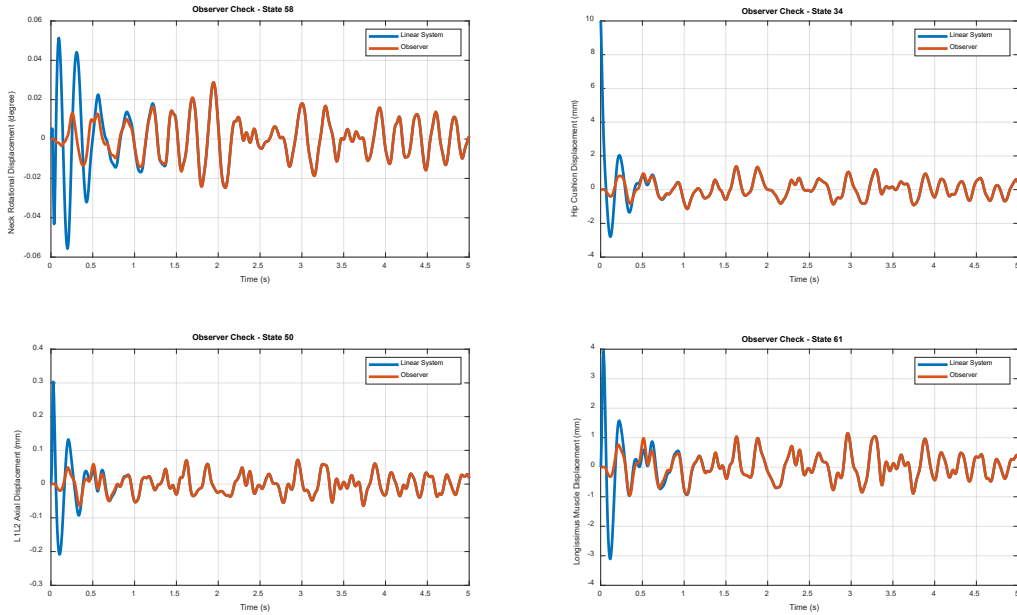 Observer Check - State 58
Linear System
Observer
Neck Rotational Displacement (degree)
0.06
0.04
0.02
0
-0.02
-0.04
-0.06
0 0.5 1 1.5 2 2.5 3 3.5 4 4.5 5
Time (s)
Observer Check - State 34
Linear System
Observer
Hip Cushion Displacement (mm)
10
8
6
4
2
0
-2
-4
0 0.5 1 1.5 2 2.5 3 3.5 4 4.5 5
Time (s)
Observer Check - State 50
Linear System
Observer
L1L2 Axial Displacement (mm)
0.4
0.3
0.2
0.1
0
-0.1
-0.2
-0.3
0 0.5 1 1.5 2 2.5 3 3.5 4 4.5 5
Time (s)
Observer Check - State 61
Linear System
Observer
Longissimus Muscle Displacement (mm)
4
3
2
1
0
-1
-2
-3
-4
0 0.5 1 1.5 2 2.5 3 3.5 4 4.5 5
Time (s)